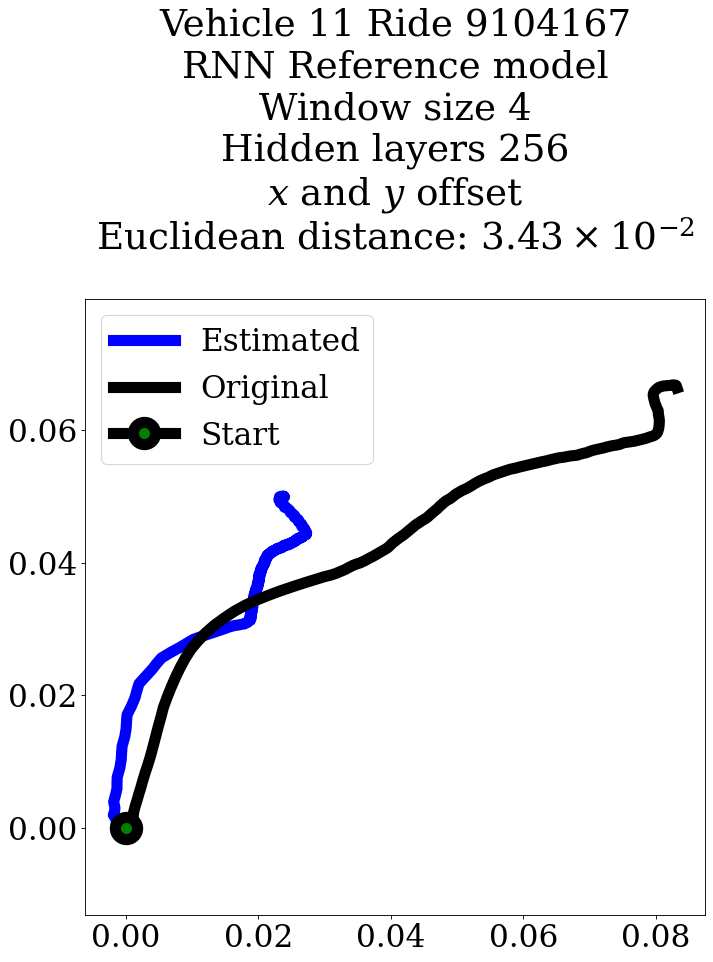 Vehicle 11 Ride 9104167
RNN Reference model
Window size 4
Hidden layers 256
x and y offset
Euclidean distance: 3.43 × 10⁻²
Estimated
Original
Start
0.06
0.04
0.02
0.00
0.00 0.02 0.04 0.06 0.08